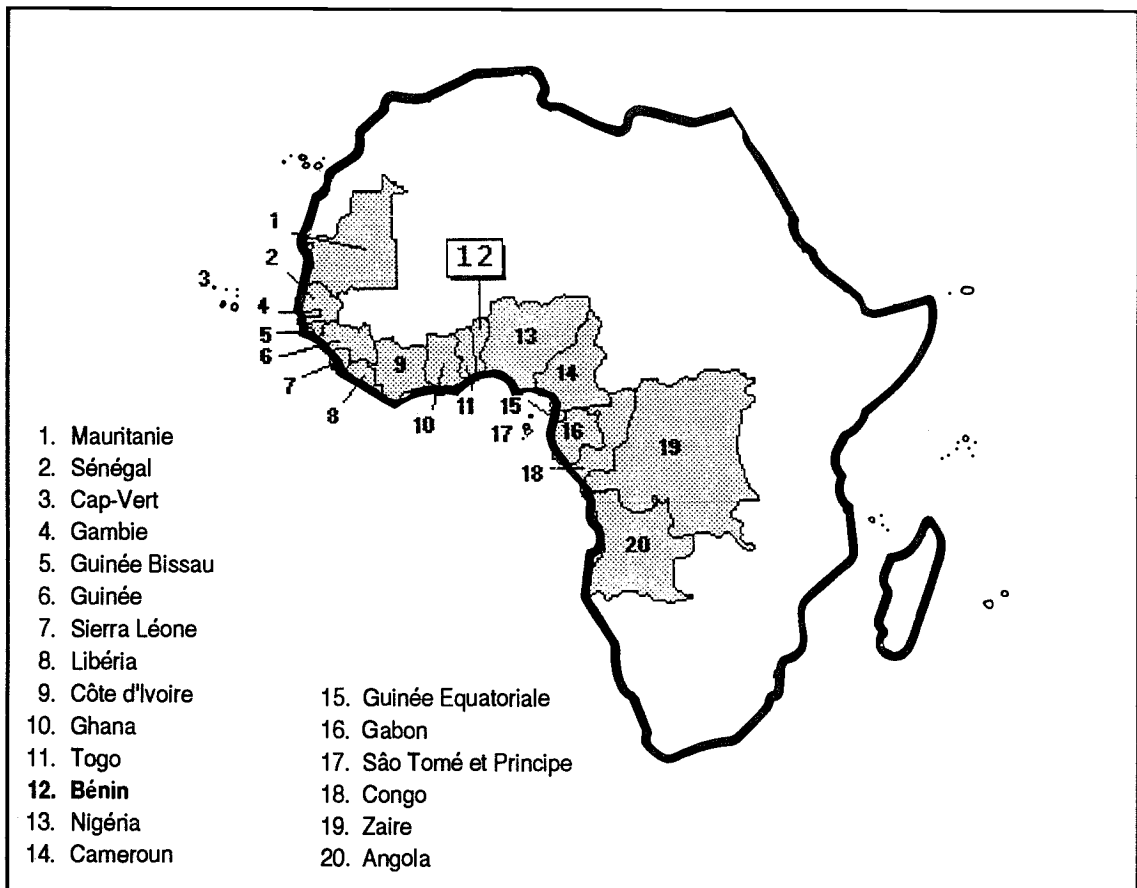 1
2
3
4
5
6
7
8
9
10
11
12
13
14
15
16
17
18
19
20
1. Mauritanie
2. Sénégal
3. Cap-Vert
4. Gambie
5. Guinée Bissau
6. Guinée
7. Sierra Léone
8. Libéria
9. Côte d'Ivoire
10. Ghana
11. Togo
12. Bénin
13. Nigéria
14. Cameroun
15. Guinée Equatoriale
16. Gabon
17. Sâo Tomé et Principe
18. Congo
19. Zaire
20. Angola